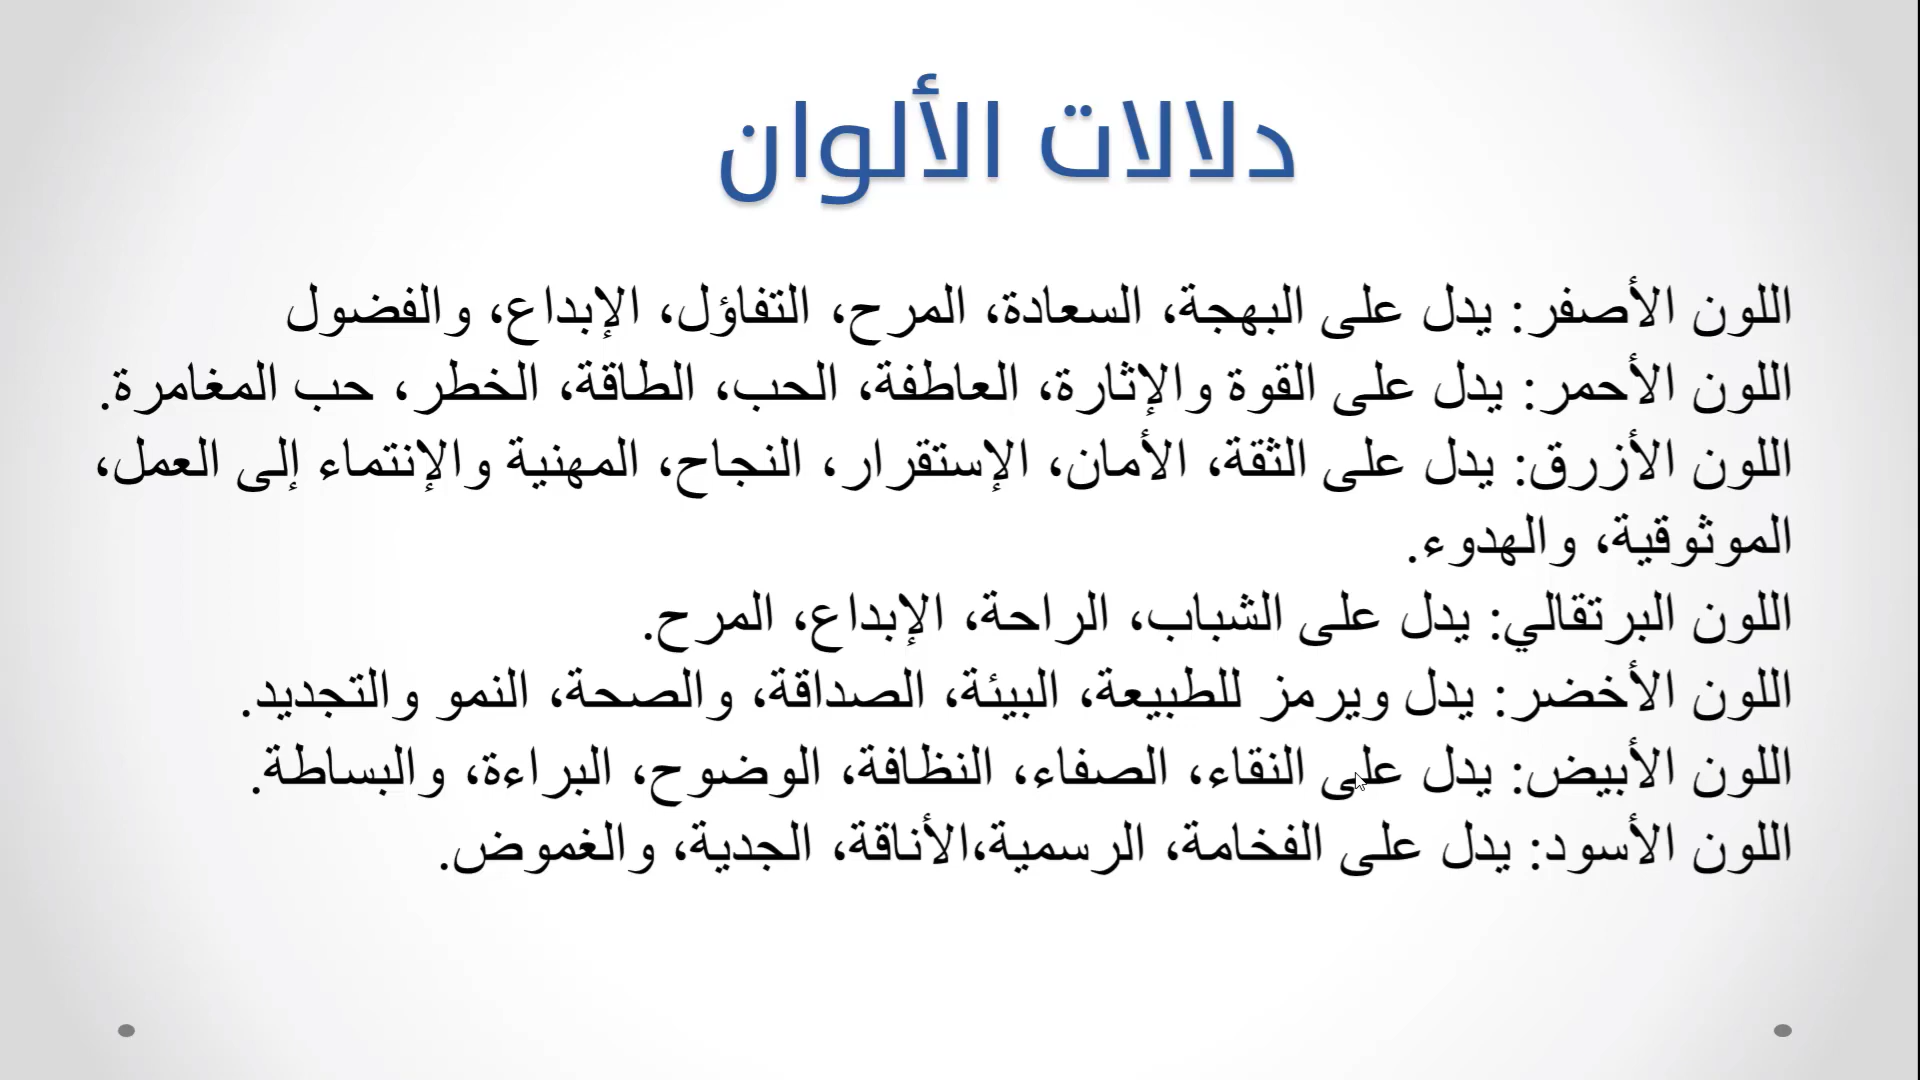 دلالات الألوان
اللون الأصفر: يدل على البهجة، السعادة، المرح، التفاؤل، الإبداع، والفضول
اللون الأحمر: يدل على القوة والإثارة، العاطفة، الحب، الطاقة، الخطر، حب المغامرة.
اللون الأزرق: يدل على الثقة، الأمان، الإستقرار، النجاح، المهنية والإنتماء إلى العمل،
الموثوقية، والهدوء.
اللون البرتقالي: يدل على الشباب، الراحة، الإبداع، المرح.
اللون الأخضر: يدل ويرمز للطبيعة، البيئة، الصداقة، والصحة، النمو والتجديد.
اللون الأبيض: يدل على النقاء، الصفاء، النظافة، الوضوح، البراءة، والبساطة.
اللون الأسود: يدل على الفخامة، الرسمية،الأناقة، الجدية، والغموض.